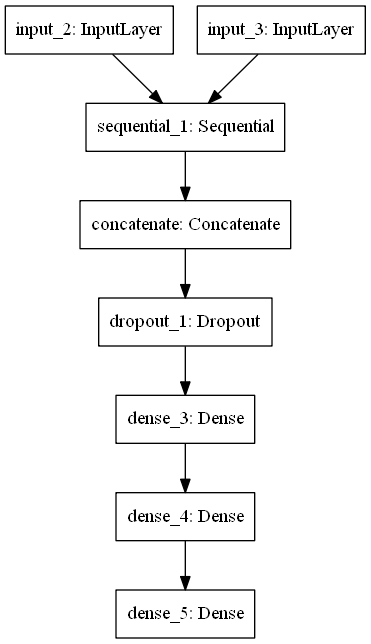 input_2: InputLayer
input_3: InputLayer
sequential_1: Sequential
concatenate: Concatenate
dropout_1: Dropout
dense_3: Dense
dense_4: Dense
dense_5: Dense